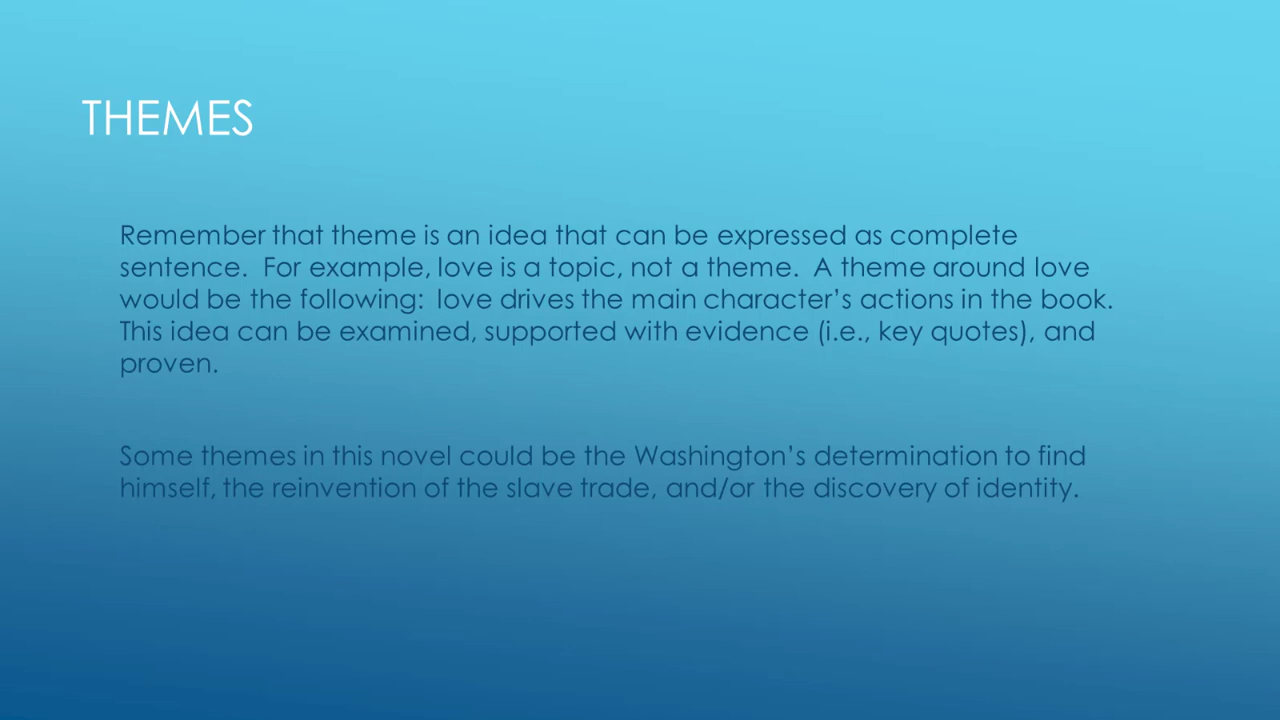 THEMES
Remember that theme is an idea that can be expressed as complete
sentence.  For example, love is a topic, not a theme.  A theme around love
would be the following:  love drives the main character’s actions in the book.
This idea can be examined, supported with evidence (i.e., key quotes), and
proven.
Some themes in this novel could be the Washington’s determination to find
himself, the reinvention of the slave trade, and/or the discovery of identity.